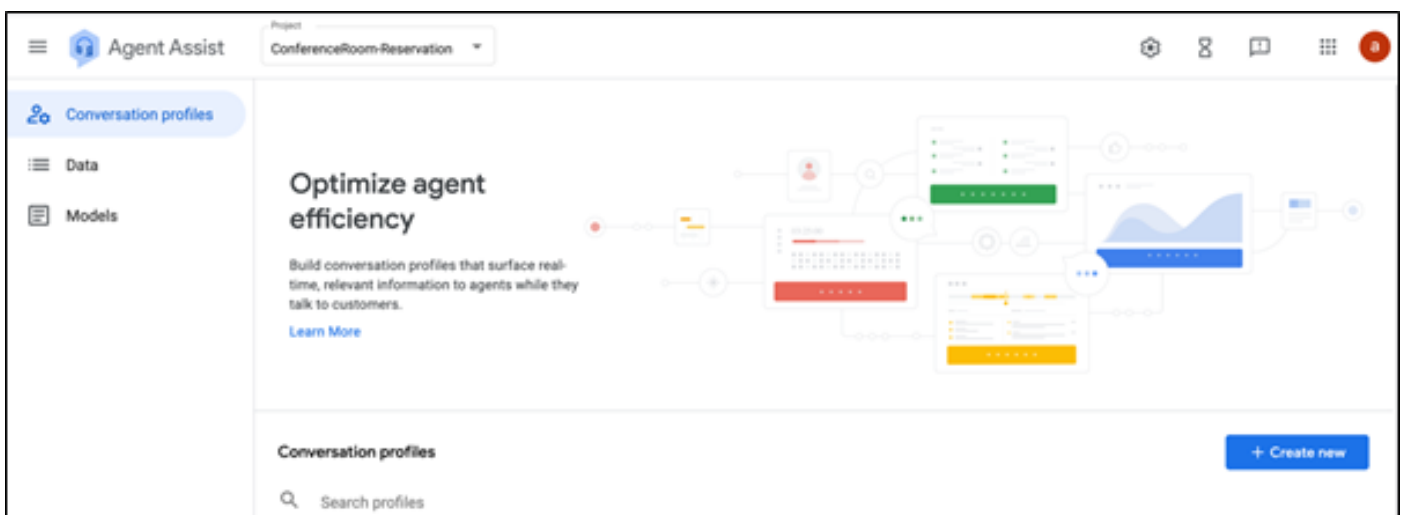 Project
Agent Assist
ConferenceRoom-Reservation
a
Conversation profiles
Data
Models
Optimize agent
efficiency
Build conversation profiles that surface real-
time, relevant information to agents while they
talk to customers.
Learn More
Conversation profiles
+ Create new
Search profiles